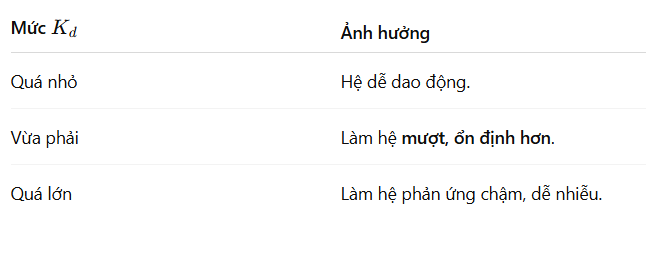 Mức K_d Ảnh hưởng
Quá nhỏ Hệ dễ dao động.
Vừa phải Làm hệ mượt, ổn định hơn.
Quá lớn Làm hệ phản ứng chậm, dễ nhiễu.